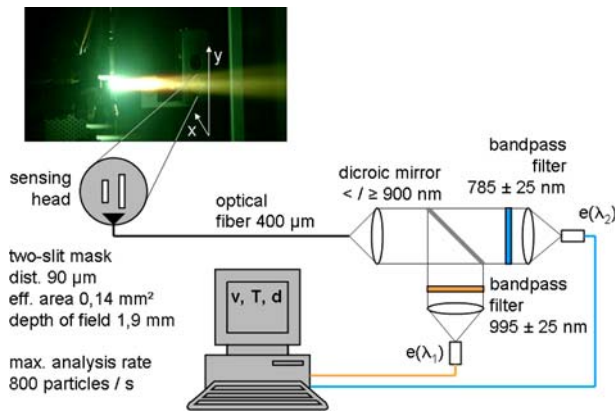 y
x
sensing
head
optical
fiber 400 µm
dicroic mirror
< / ≥ 900 nm
bandpass
filter
785 ± 25 nm
e(λ₂)
two-slit mask
dist. 90 µm
eff. area 0,14 mm²
depth of field 1,9 mm
max. analysis rate
800 particles / s
v, T, d
bandpass
filter
995 ± 25 nm
e(λ₁)